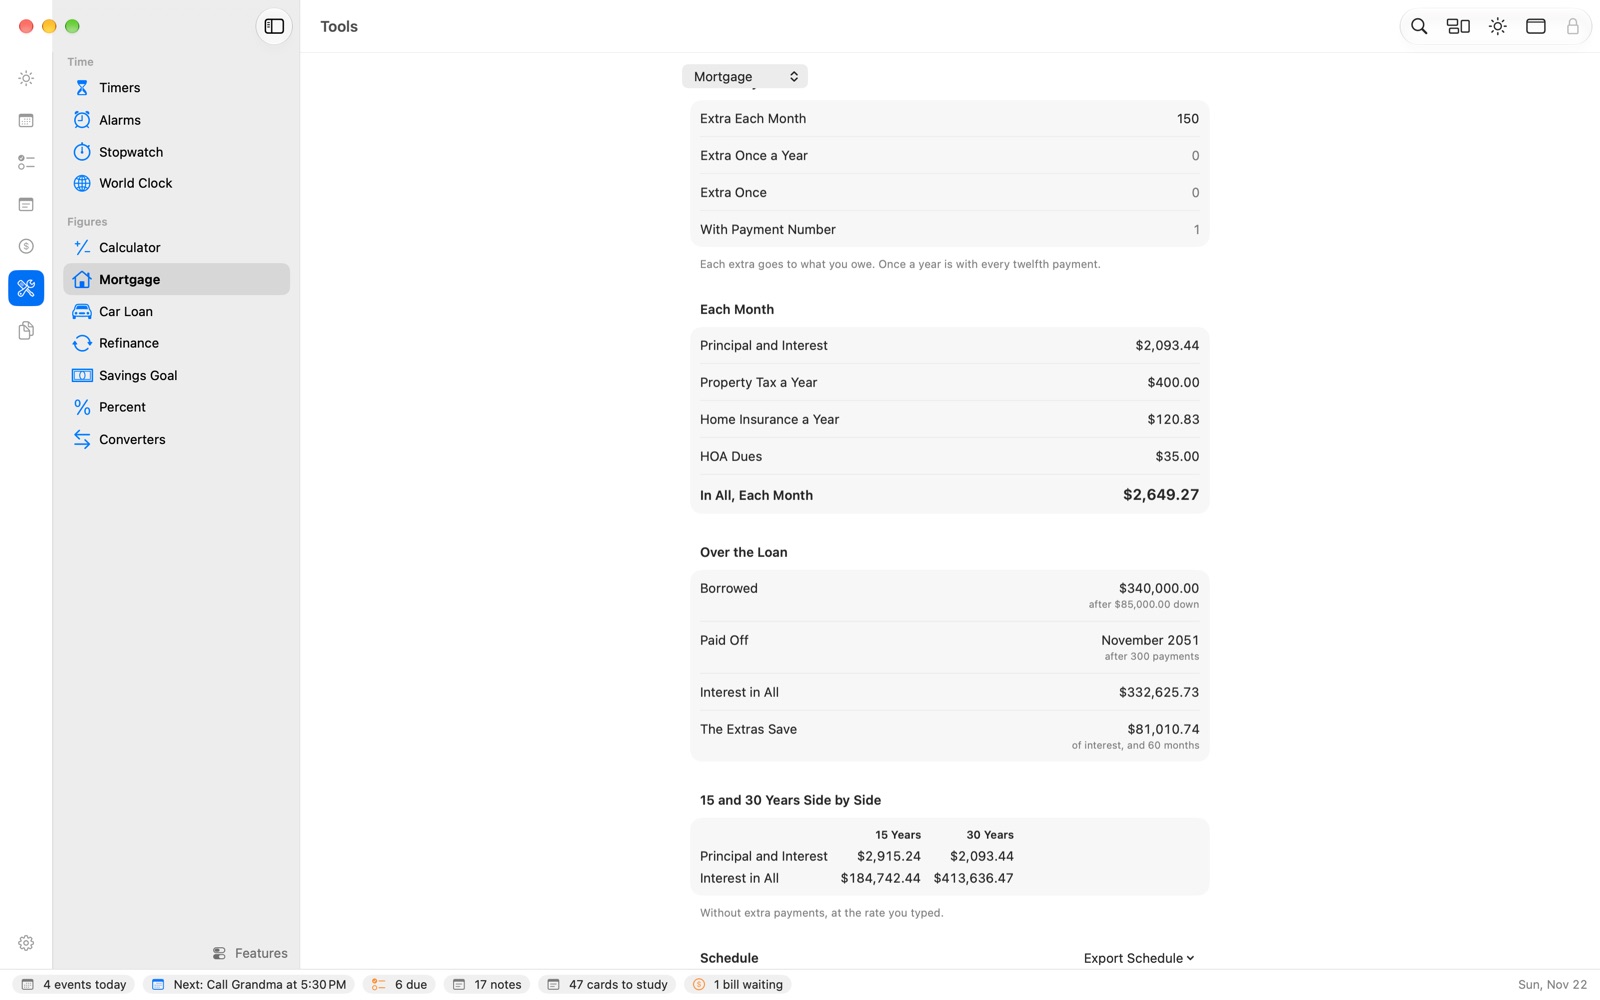 Tools
Time
Timers
Alarms
Stopwatch
World Clock
Figures
Calculator
Mortgage
Car Loan
Refinance
Savings Goal
Percent
Converters
Features
Mortgage
Extra Each Month 150
Extra Once a Year 0
Extra Once 0
With Payment Number 1
Each extra goes to what you owe. Once a year is with every twelfth payment.
Each Month
Principal and Interest $2,093.44
Property Tax a Year $400.00
Home Insurance a Year $120.83
HOA Dues $35.00
In All, Each Month $2,649.27
Over the Loan
Borrowed $340,000.00
after $85,000.00 down
Paid Off November 2051
after 300 payments
Interest in All $332,625.73
The Extras Save $81,010.74
of interest, and 60 months
15 and 30 Years Side by Side
15 Years 30 Years
Principal and Interest $2,915.24 $2,093.44
Interest in All $184,742.44 $413,636.47
Without extra payments, at the rate you typed.
Schedule Export Schedule
4 events today Next: Call Grandma at 5:30 PM 6 due 17 notes 47 cards to study 1 bill waiting Sun, Nov 22